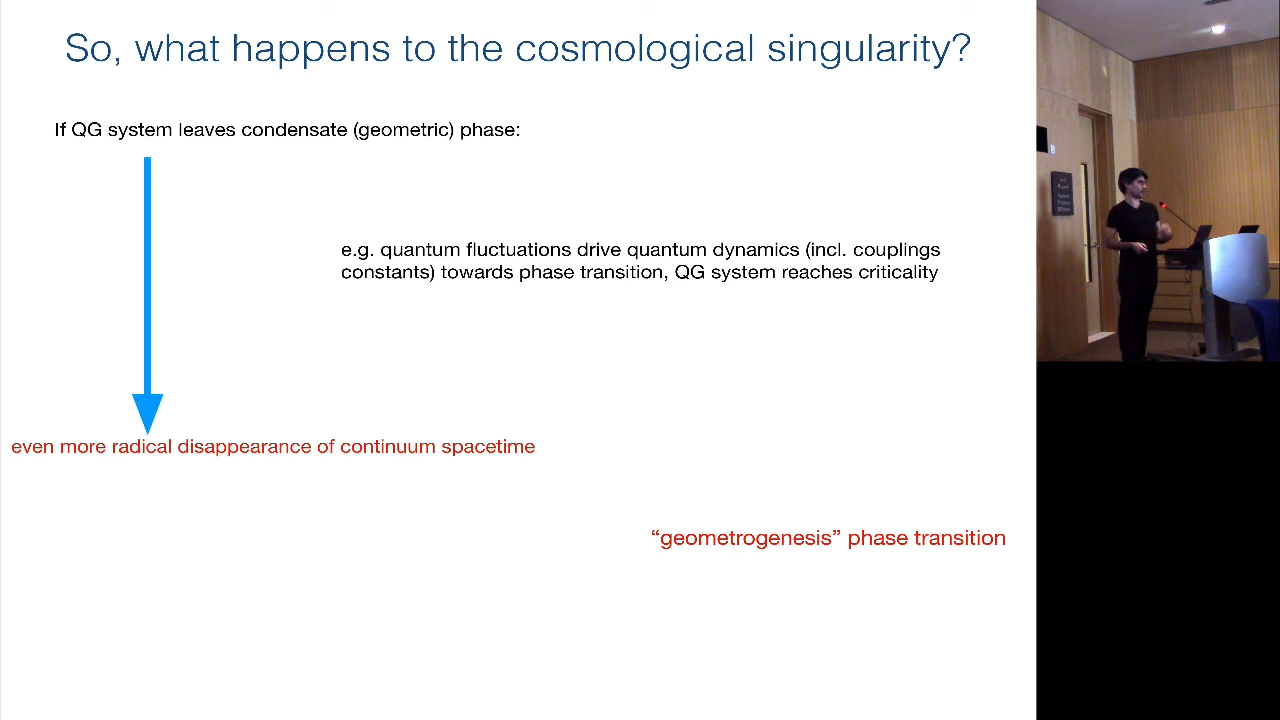 So, what happens to the cosmological singularity?
If QG system leaves condensate (geometric) phase:
e.g. quantum fluctuations drive quantum dynamics (incl. couplings
constants) towards phase transition, QG system reaches criticality
even more radical disappearance of continuum spacetime
“geometrogenesis” phase transition